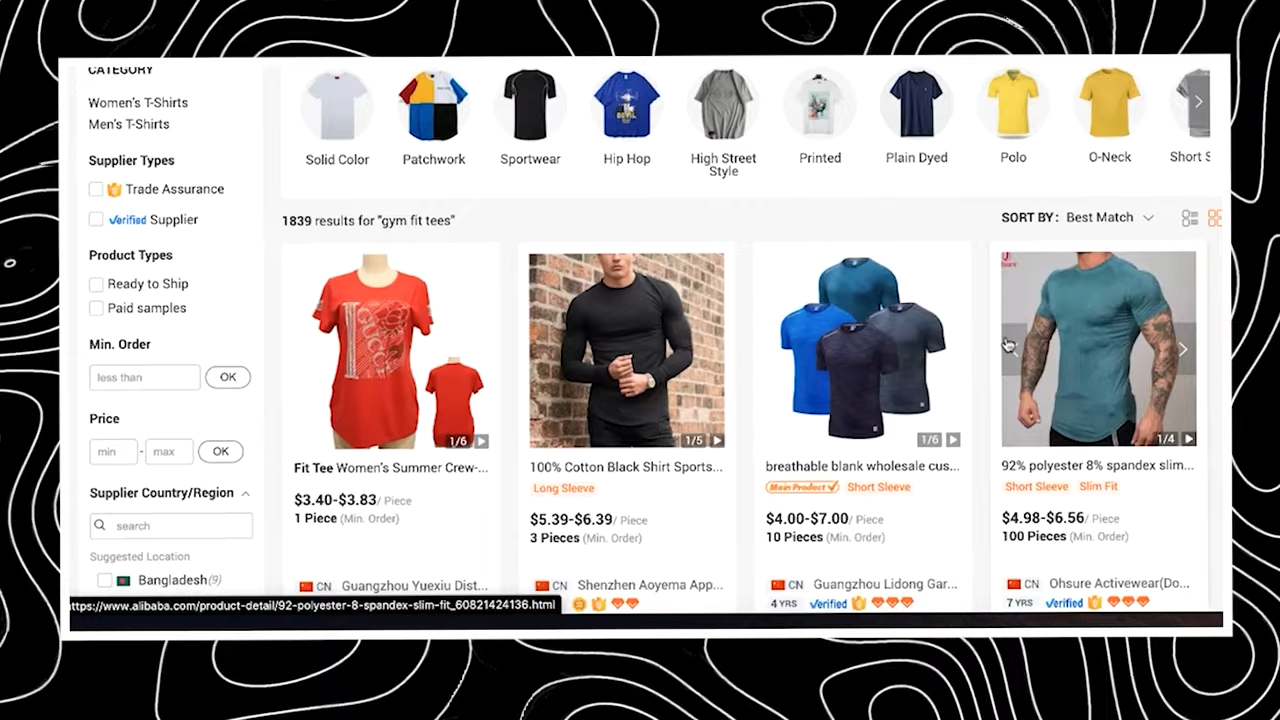 CATEGORY
Women's T-Shirts
Men's T-Shirts
Supplier Types
Trade Assurance
Verified Supplier
Product Types
Ready to Ship
Paid samples
Min. Order
less than
OK
Price
min
-
max
OK
Supplier Country/Region
search
Suggested Location
Bangladesh(9)
Solid Color
Patchwork
Sportwear
Hip Hop
High Street
Style
Printed
Plain Dyed
Polo
O-Neck
Short S
1839 results for "gym fit tees"
SORT BY: Best Match
GUCCI
1/6
Fit Tee Women's Summer Crew-...
$3.40-$3.83/ Piece
1 Piece (Min. Order)
CN Guangzhou Yuexiu Dist...
1/5
100% Cotton Black Shirt Sports...
Long Sleeve
$5.39-$6.39/ Piece
3 Pieces (Min. Order)
CN Shenzhen Aoyema App...
1/6
breathable blank wholesale cus...
Main Product Short Sleeve
$4.00-$7.00/ Piece
10 Pieces (Min. Order)
CN Guangzhou Lidong Gar...
4 YRS Verified
1/4
92% polyester 8% spandex slim...
Short Sleeve Slim Fit
$4.98-$6.56/ Piece
100 Pieces (Min. Order)
CN Ohsure Activewear(Do...
7 YRS Verified
ttps://www.alibaba.com/product-detail/92-polyester-8-spandex-slim-fit_60821424136.html